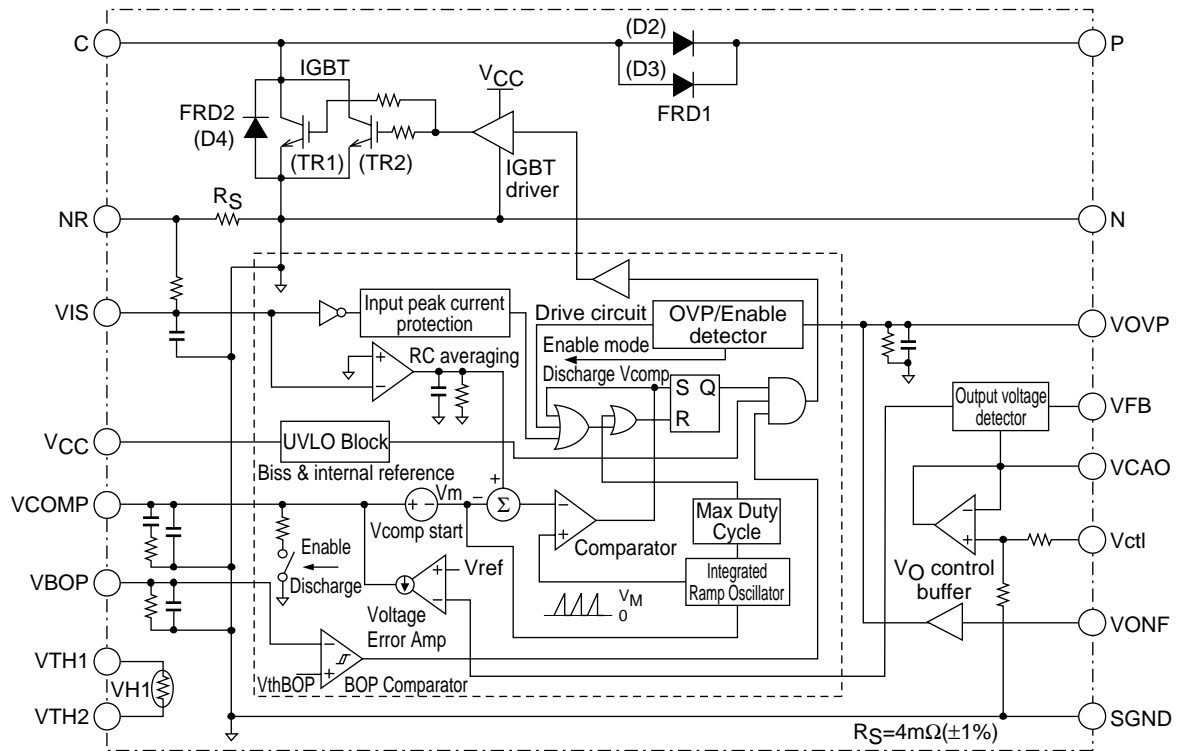 C
(D2)
P
(D3)
FRD1
IGBT
VCC
FRD2
(D4)
(TR1)
(TR2)
IGBT
driver
RS
NR
N
VIS
Input peak current
protection
Drive circuit
OVP/Enable
detector
VOVP
RC averaging
Enable mode
Discharge Vcomp
S Q
R
Output voltage
detector
VFB
VCC
UVLO Block
Biss & internal reference
VCAO
VCOMP
+ −
Vm
−
+
Σ
Vcomp start
−
+
Comparator
Max Duty
Cycle
−
+
Vctl
Enable
Discharge
+
−
Vref
Integrated
Ramp Oscillator
VO control
buffer
VBOP
Voltage
Error Amp
VM
0
VONF
VTH1
VH1
−
+
VthBOP
BOP Comparator
VTH2
SGND
RS=4mΩ(±1%)
+
−